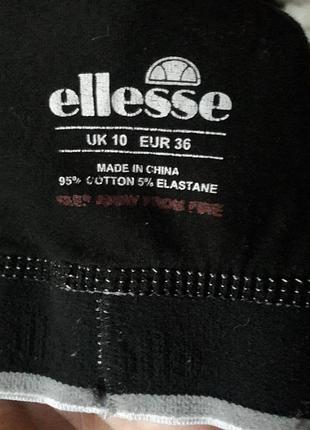 ellesse
UK 10 EUR 36
MADE IN CHINA
95% COTTON 5% ELASTANE
KEEP AWAY FROM FIRE